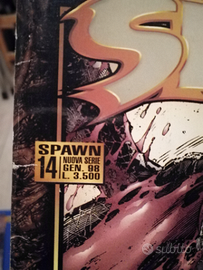 SPAWN
14
NUOVA SERIE
GEN. 98
L. 3.500
subito